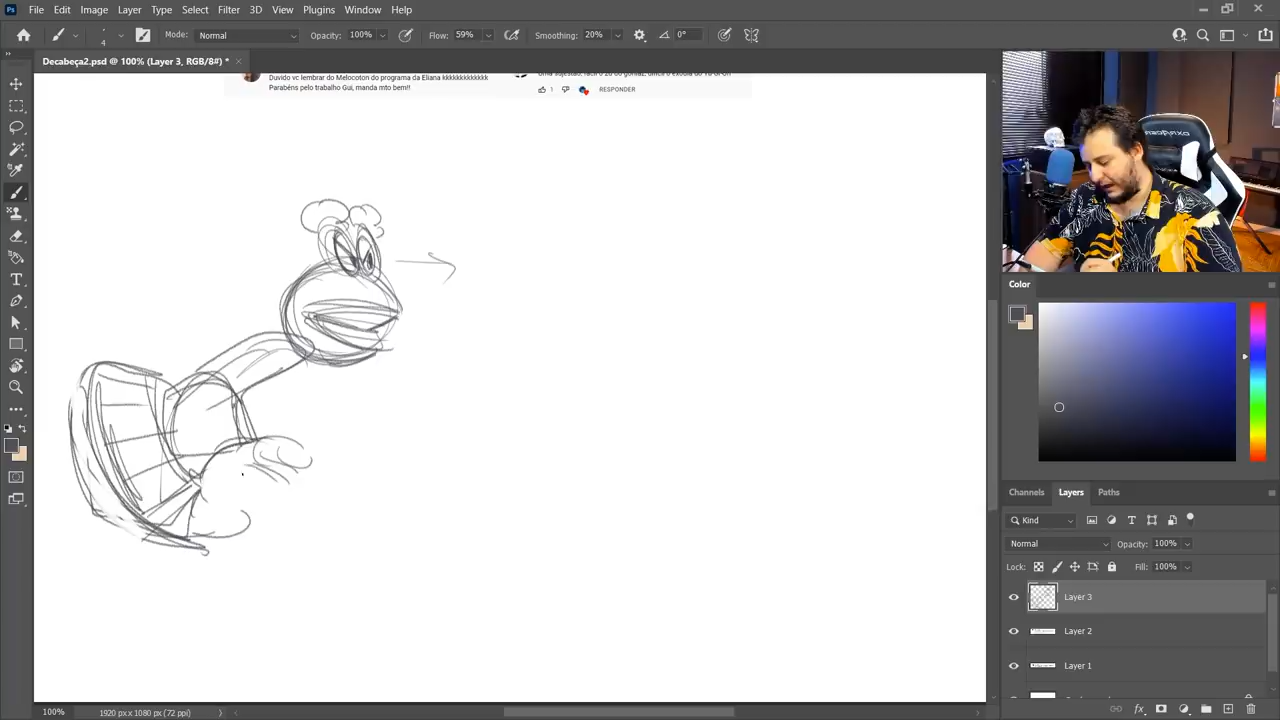 Ps File Edit Image Layer Type Select Filter 3D View Plugins Window Help
4 Mode: Normal Opacity: 100% Flow: 59% Smoothing: 20% 0°
Decabeça2.psd @ 100% (Layer 3, RGB/8#) *
Duvido vc lembrar do Melocoton do programa da Eliana kkkkkkkkkkkk
Parabéns pelo trabalho Gui, manda mto bem!!
1 RESPONDER
Color
Channels Layers Paths
Kind
Normal Opacity: 100%
Lock: Fill: 100%
Layer 3
Layer 2
Layer 1
100% 1920 px x 1080 px (72 ppi)